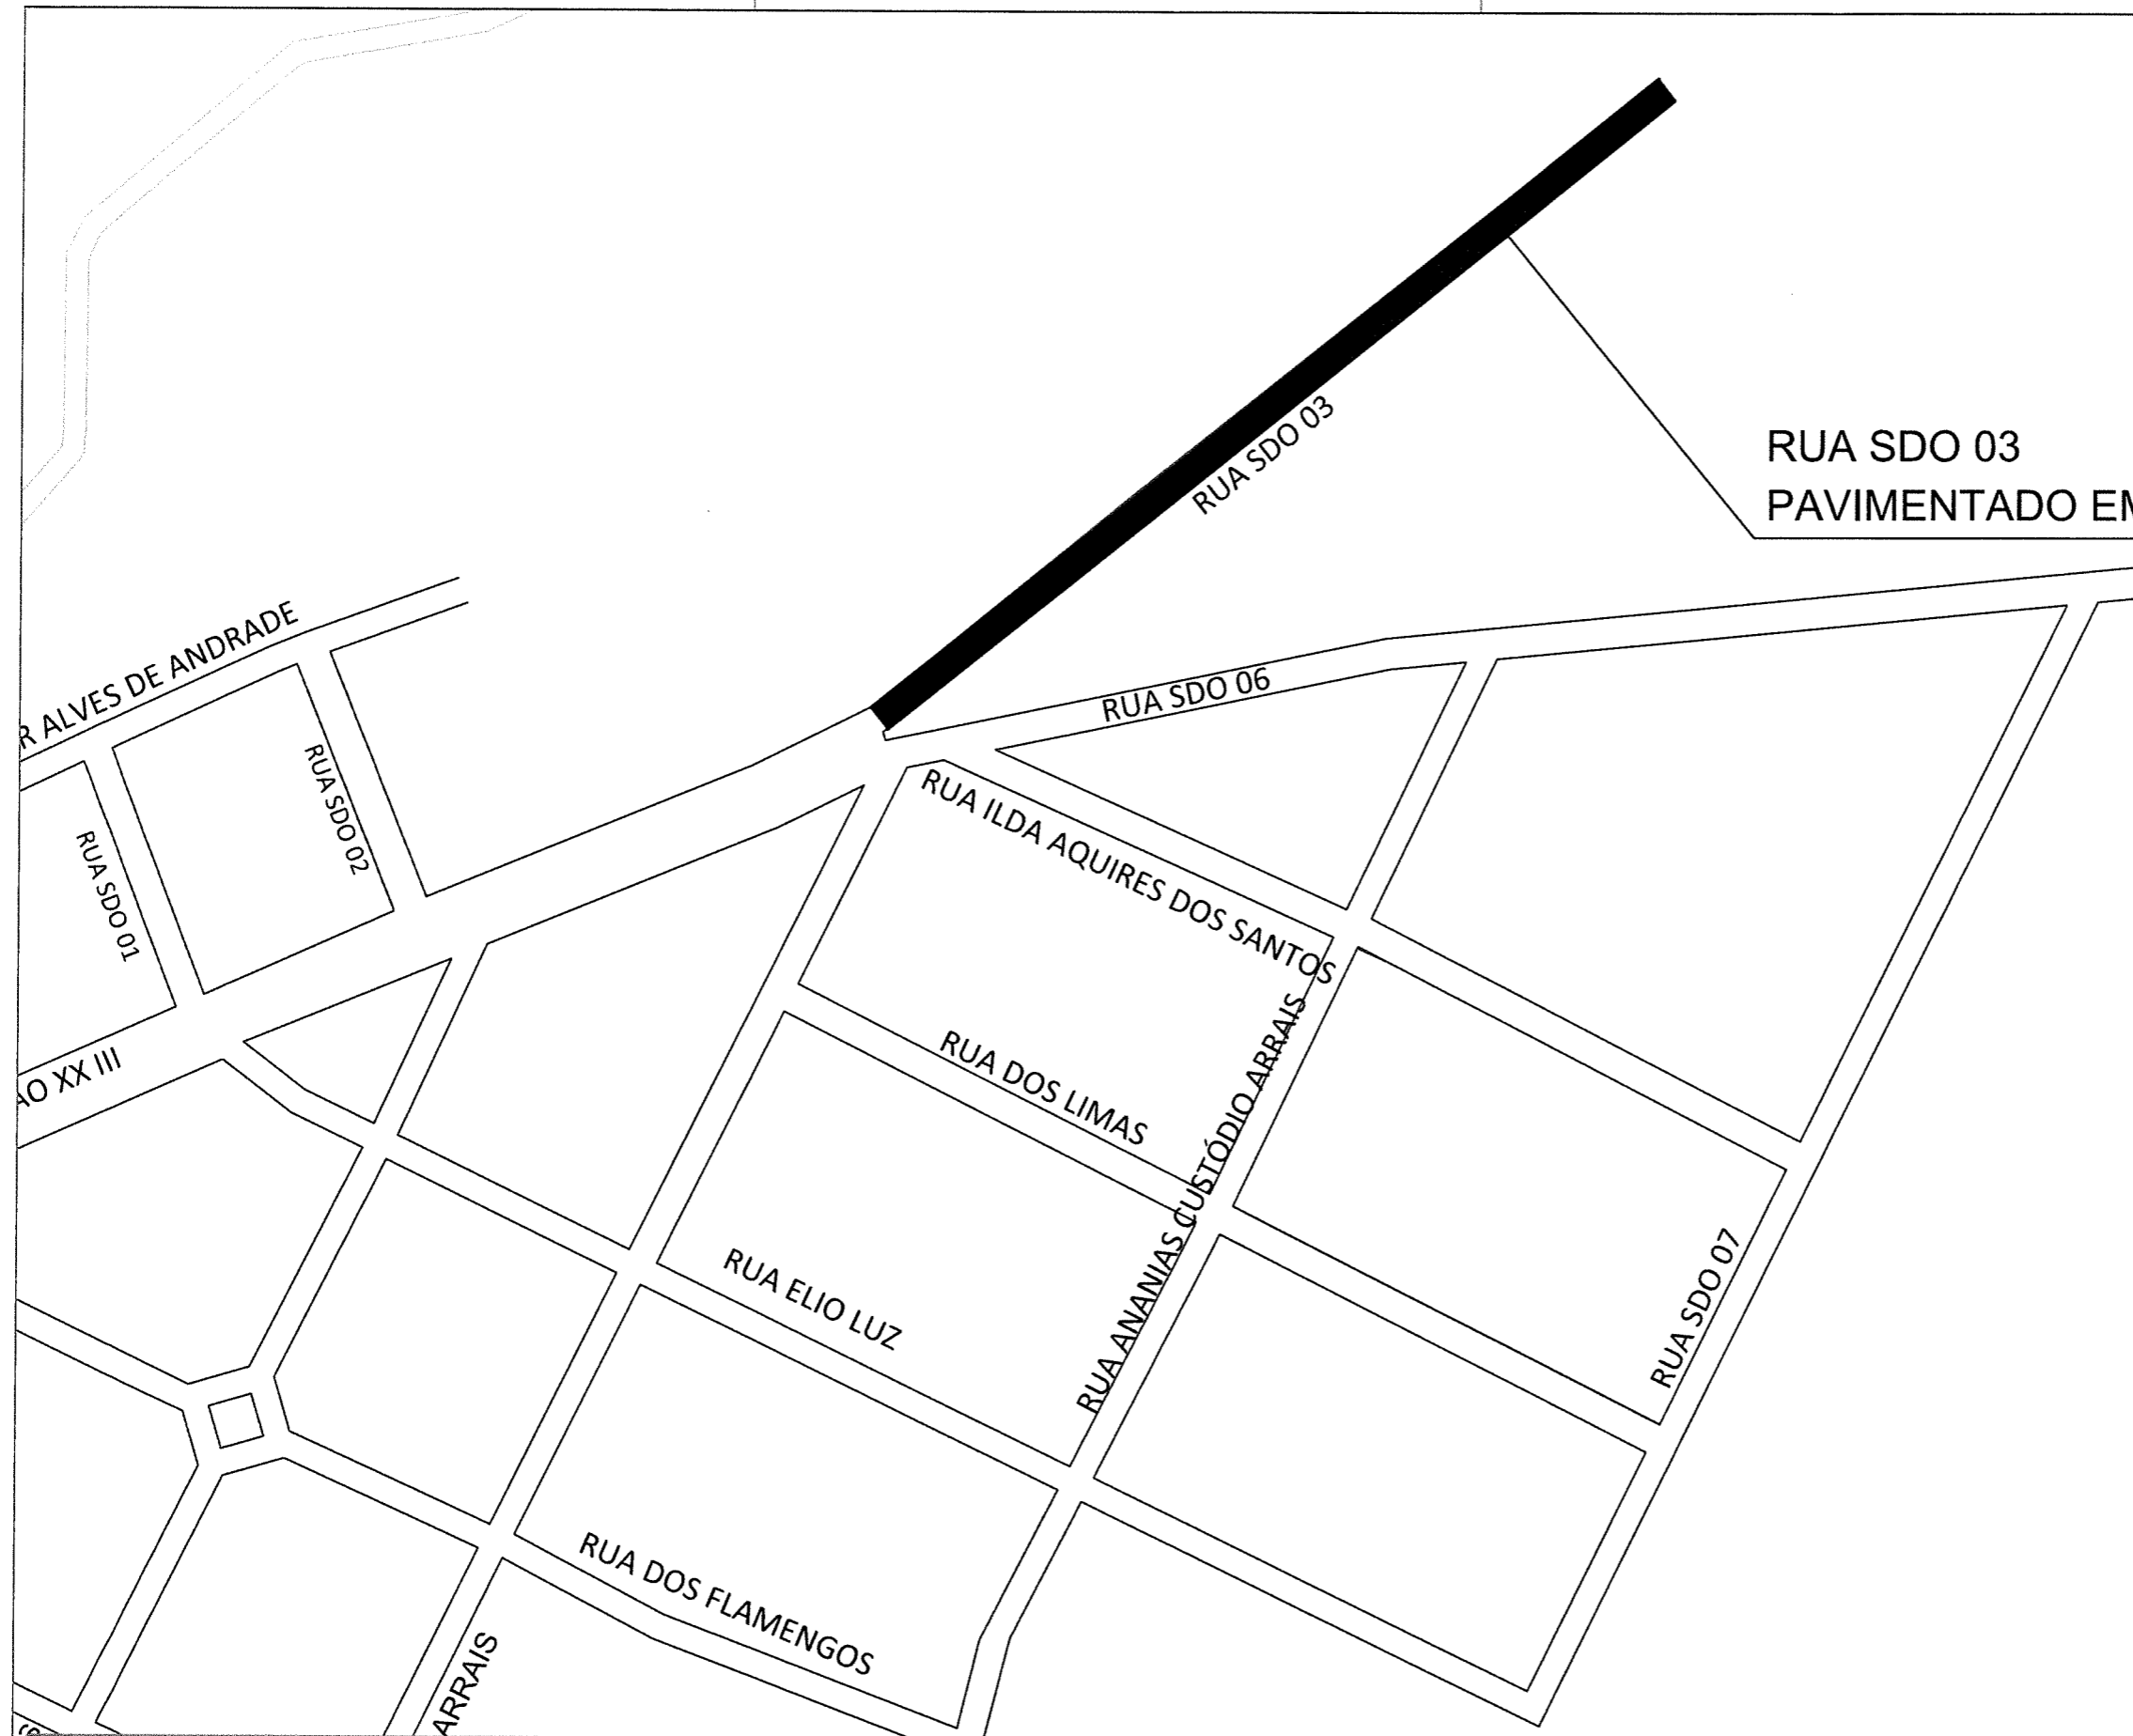 RUA SDO 03
RUA SDO 03
PAVIMENTADO
R ALVES DE ANDRADE
RUA SDO 06
RUA SDO 02
RUA SDO 01
RUA ILDA AQUIRES DOS SANTOS
XX III
RUA DOS LIMAS
RUA ANANIAS CUSTÓDIO ARRAIS
RUA ELIO LUZ
RUA SDO 07
RUA DOS FLAMENGOS
ARRAIS